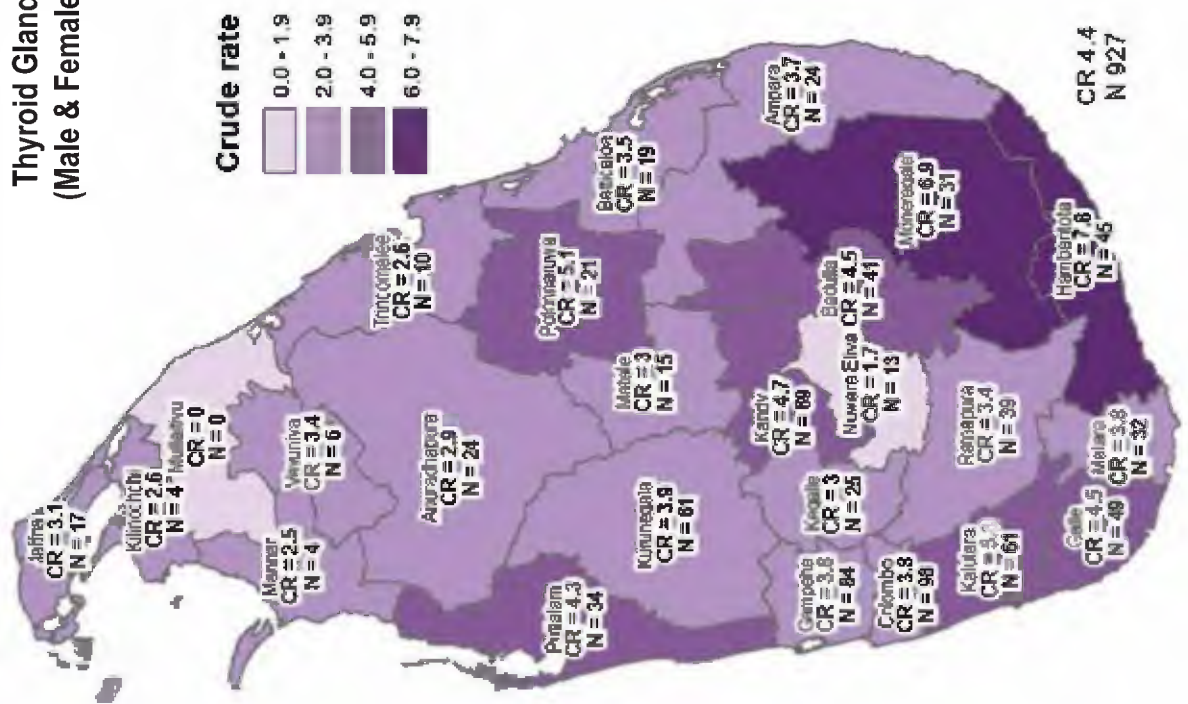 Thyroid Gland
(Male & Female
Crude rate
0.0 - 1.9
2.0 - 3.9
4.0 - 5.9
6.0 - 7.9
Jaffna
CR = 3.1
N = 17
Kilinochchi
CR = 2.6
N = 4
Mullaitivu
CR = 0
N = 0
Mannar
CR = 2.5
N = 4
Vavuniya
CR = 3.4
N = 6
Trincomalee
CR = 2.6
N = 10
Anuradhapura
CR = 2.9
N = 24
Polonnaruwa
CR = 5.1
N = 21
Batticaloa
CR = 3.5
N = 19
Ampara
CR = 3.7
N = 24
Puttalam
CR = 4.3
N = 34
Kurunegala
CR = 3.9
N = 61
Matale
CR = 3
N = 15
Kandy
CR = 4.7
N = 69
Nuwara Eliya
CR = 1.7
N = 13
Badulla
CR = 4.5
N = 41
Moneregala
CR = 6.9
N = 31
Hambantota
CR =
N = 45
Gampaha
CR = 3.8
N = 84
Colombo
CR = 3.8
N = 98
Kegalle
CR = 3
N = 25
Ratnapura
CR = 3.4
N = 39
Kalutara
CR =
N = 61
Galle
CR = 4.5
N = 49
Matara
CR = 3.8
N = 32
CR 4.4
N 927